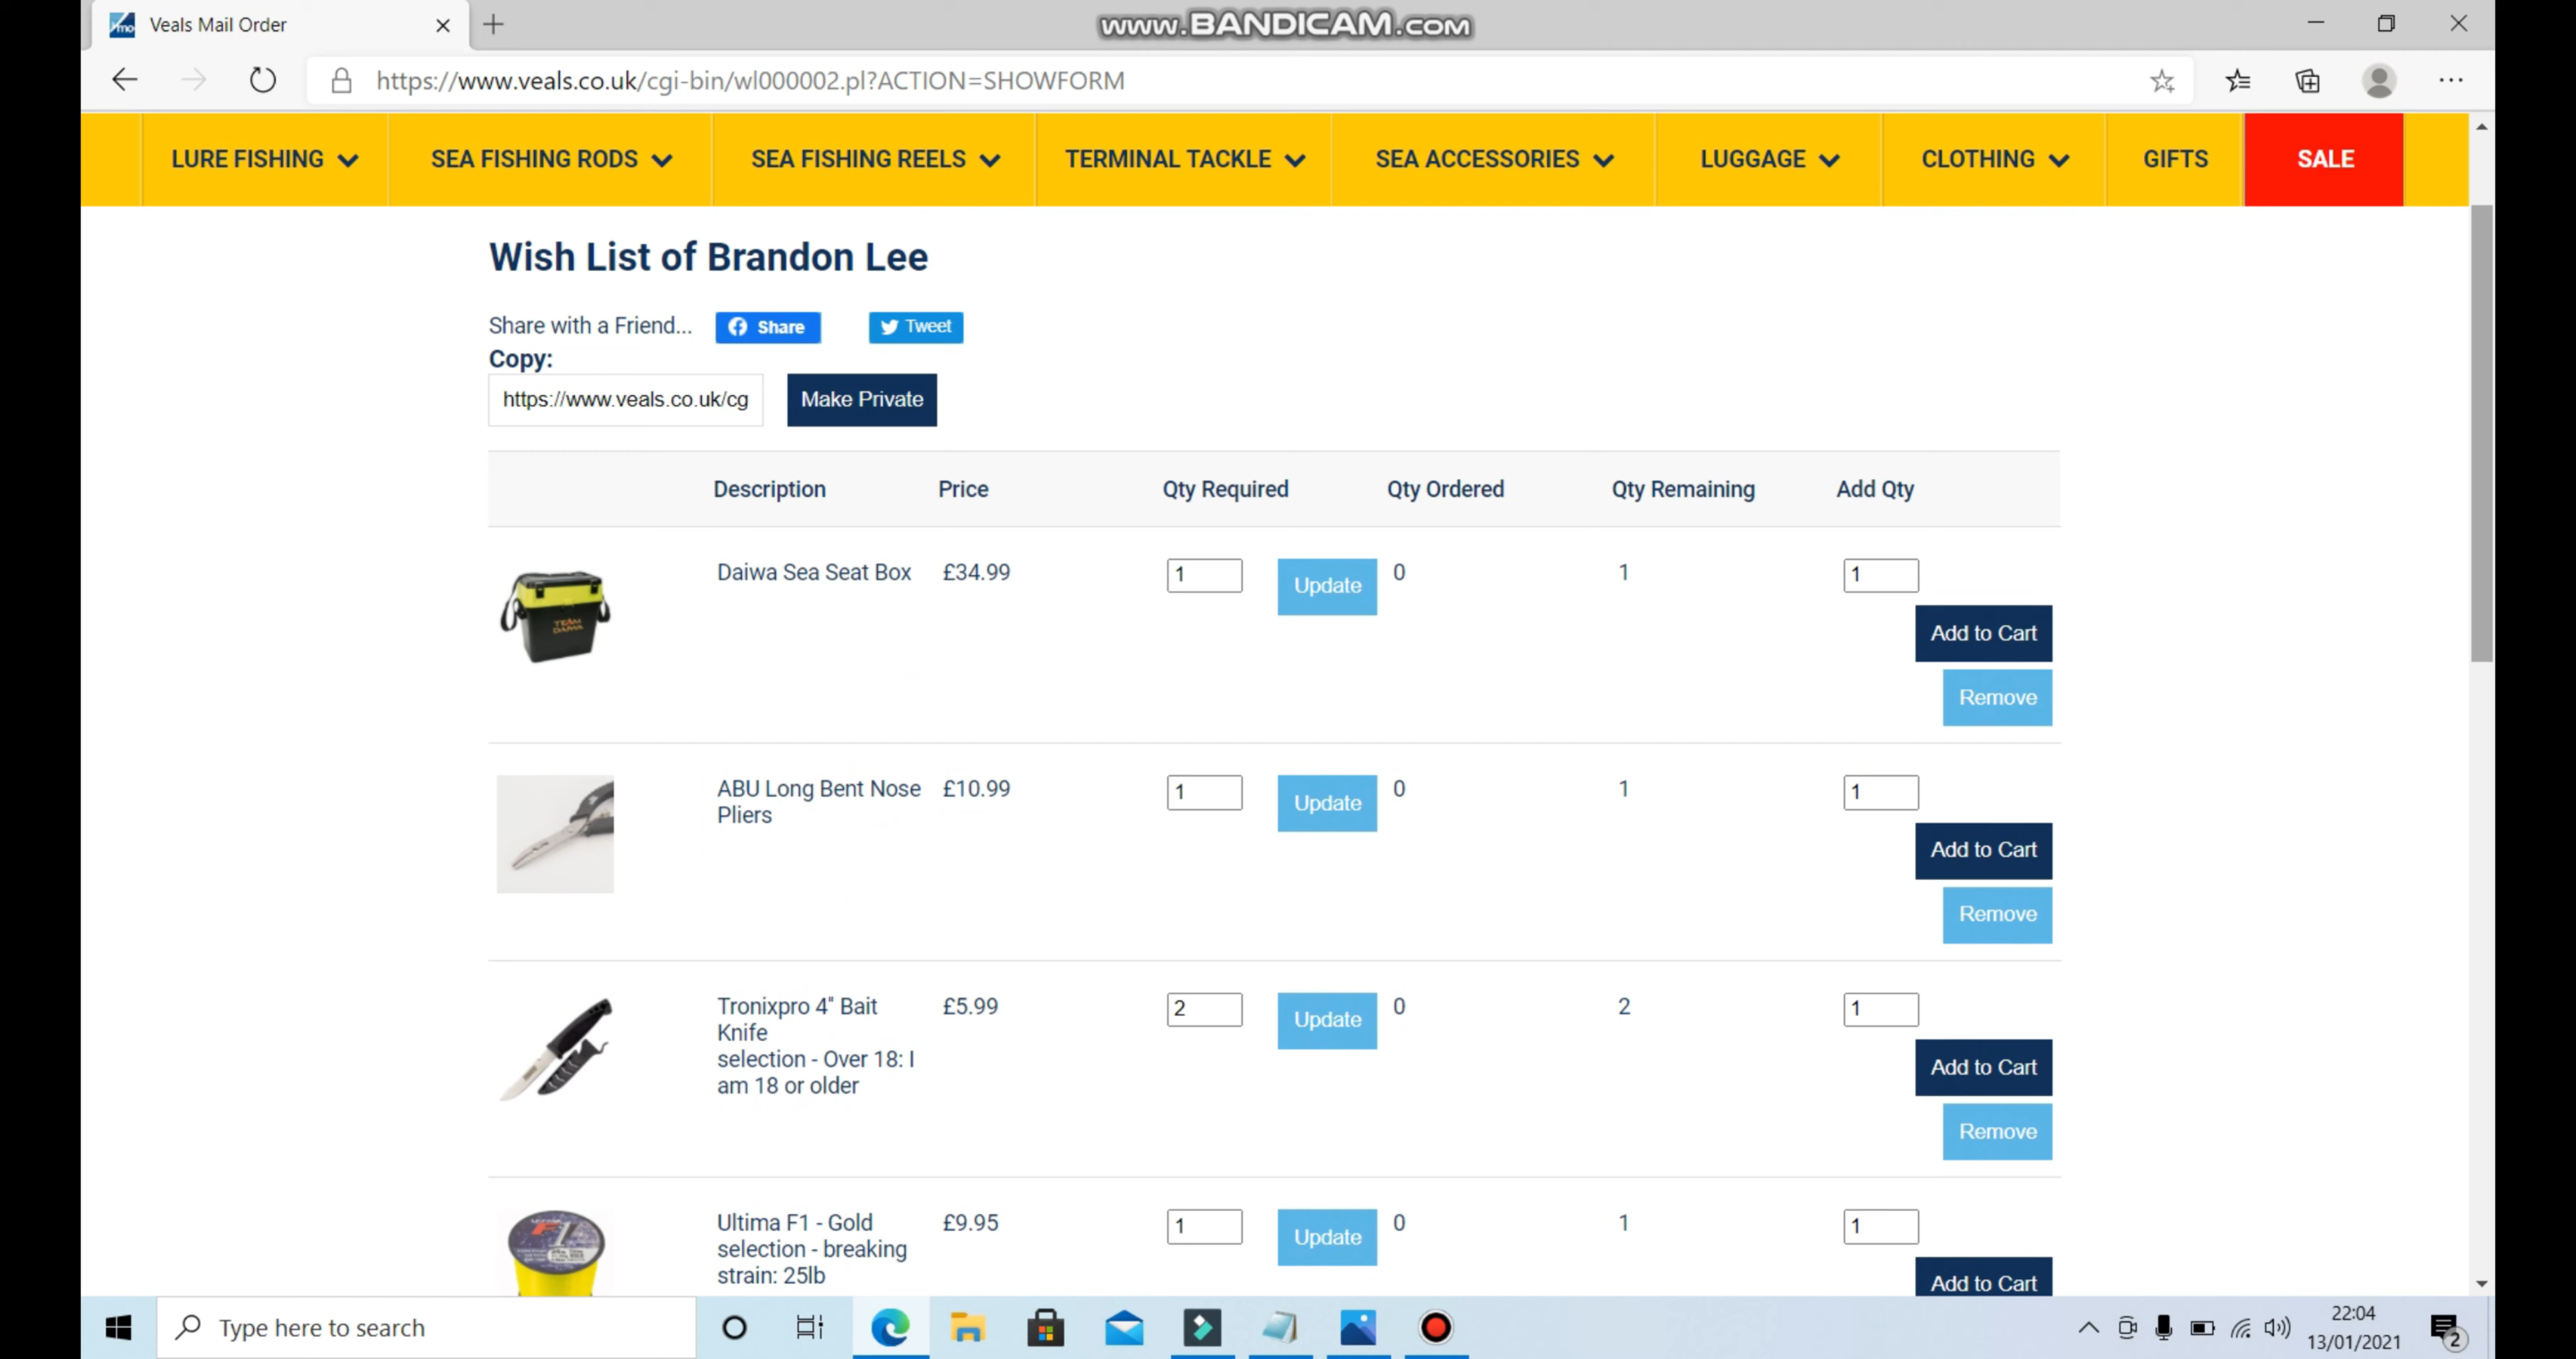 Veals Mail Order
www.BANDICAM.com
https://www.veals.co.uk/cgi-bin/wl000002.pl?ACTION=SHOWFORM
LURE FISHING SEA FISHING RODS SEA FISHING REELS TERMINAL TACKLE SEA ACCESSORIES LUGGAGE CLOTHING GIFTS SALE
Wish List of Brandon Lee
Share with a Friend... Share Tweet
Copy:
https://www.veals.co.uk/cg Make Private
Description Price Qty Required Qty Ordered Qty Remaining Add Qty
Daiwa Sea Seat Box £34.99 1 Update 0 1 1
TEAM
DAIWA
Add to Cart
Remove
ABU Long Bent Nose £10.99 1 Update 0 1 1
Pliers
Add to Cart
Remove
Tronixpro 4" Bait £5.99 2 Update 0 2 1
Knife
selection - Over 18: I
am 18 or older
Add to Cart
Remove
Ultima F1 - Gold £9.95 1 Update 0 1 1
selection - breaking
strain: 25lb
Add to Cart
Type here to search
22:04
13/01/2021
2